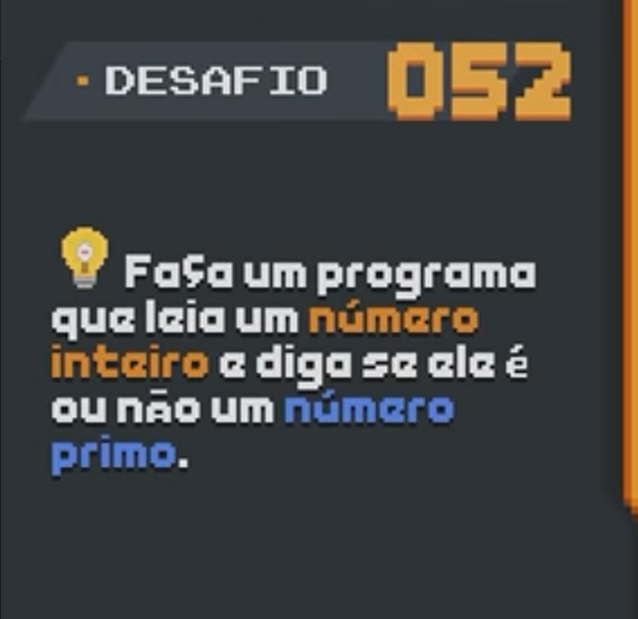 DESAFIO 052
Faça um programa
que leia um número
inteiro e diga se ele é
ou não um número
primo.